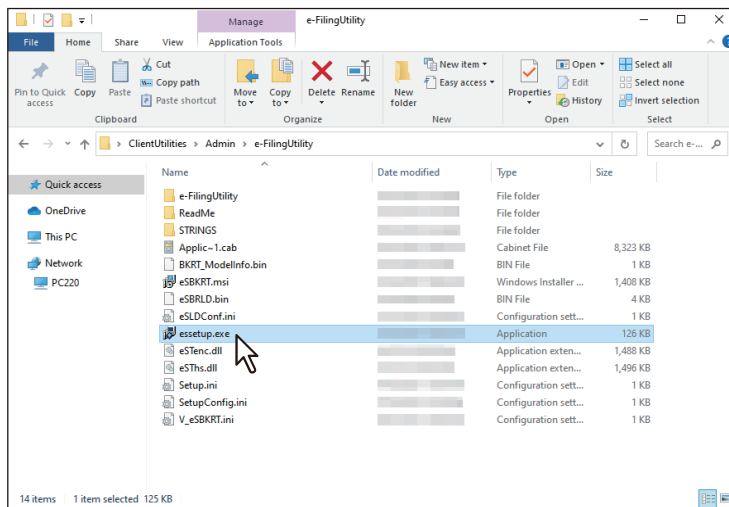 Manage e-FilingUtility
File Home Share View Application Tools
Pin to Quick access
Copy
Paste
Cut
Copy path
Paste shortcut
Move to
Copy to
Delete
Rename
New folder
New item
Easy access
Properties
Open
Edit
History
Select all
Select none
Invert selection
Clipboard Organize New Open Select
ClientUtilities > Admin > e-FilingUtility Search e-...
Name Date modified Type Size
Quick access
OneDrive
This PC
Network
PC220
e-FilingUtility File folder
ReadMe File folder
STRINGS File folder
Applic~1.cab Cabinet File 8,323 KB
BKRT_ModelInfo.bin BIN File 1 KB
eSBKRT.msi Windows Installer ... 1,408 KB
eSBRLD.bin BIN File 4 KB
eSLDConf.ini Configuration sett... 1 KB
essetup.exe Application 126 KB
eSTenc.dll Application exten... 1,488 KB
eSThs.dll Application exten... 1,496 KB
Setup.ini Configuration sett... 1 KB
SetupConfig.ini Configuration sett... 1 KB
V_eSBKRT.ini Configuration sett... 1 KB
14 items 1 item selected 125 KB